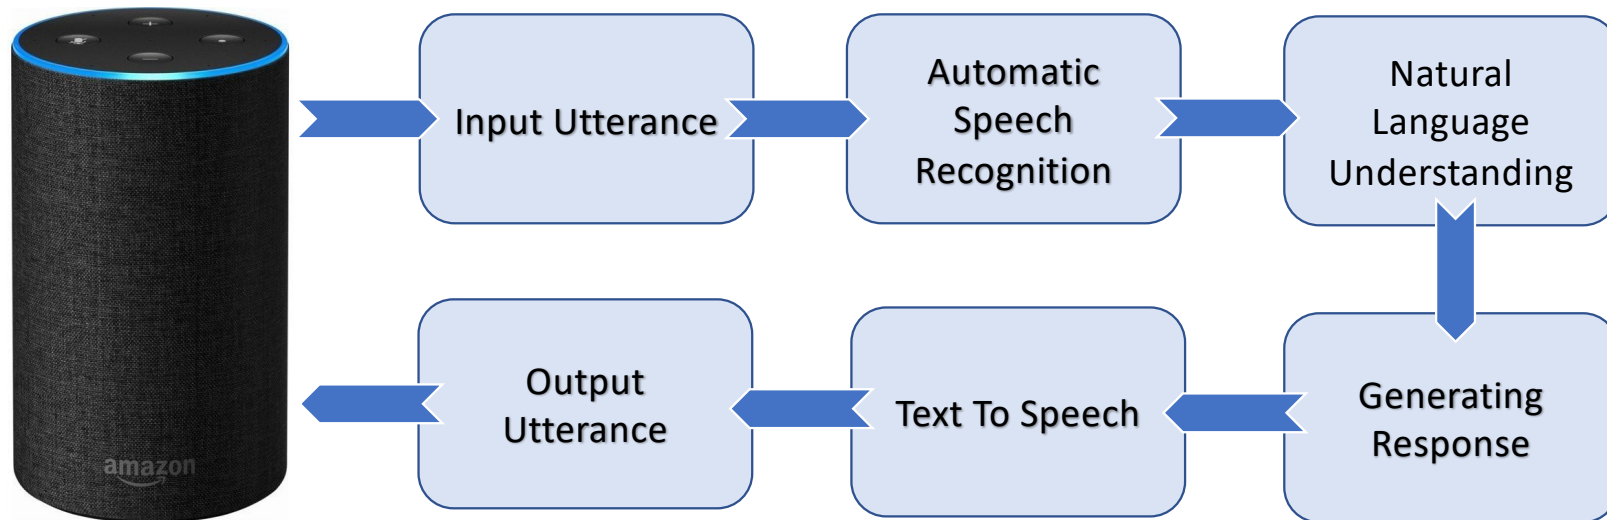 Input Utterance
Automatic
Speech
Recognition
Natural
Language
Understanding
Generating
Response
Text To Speech
Output
Utterance
amazon